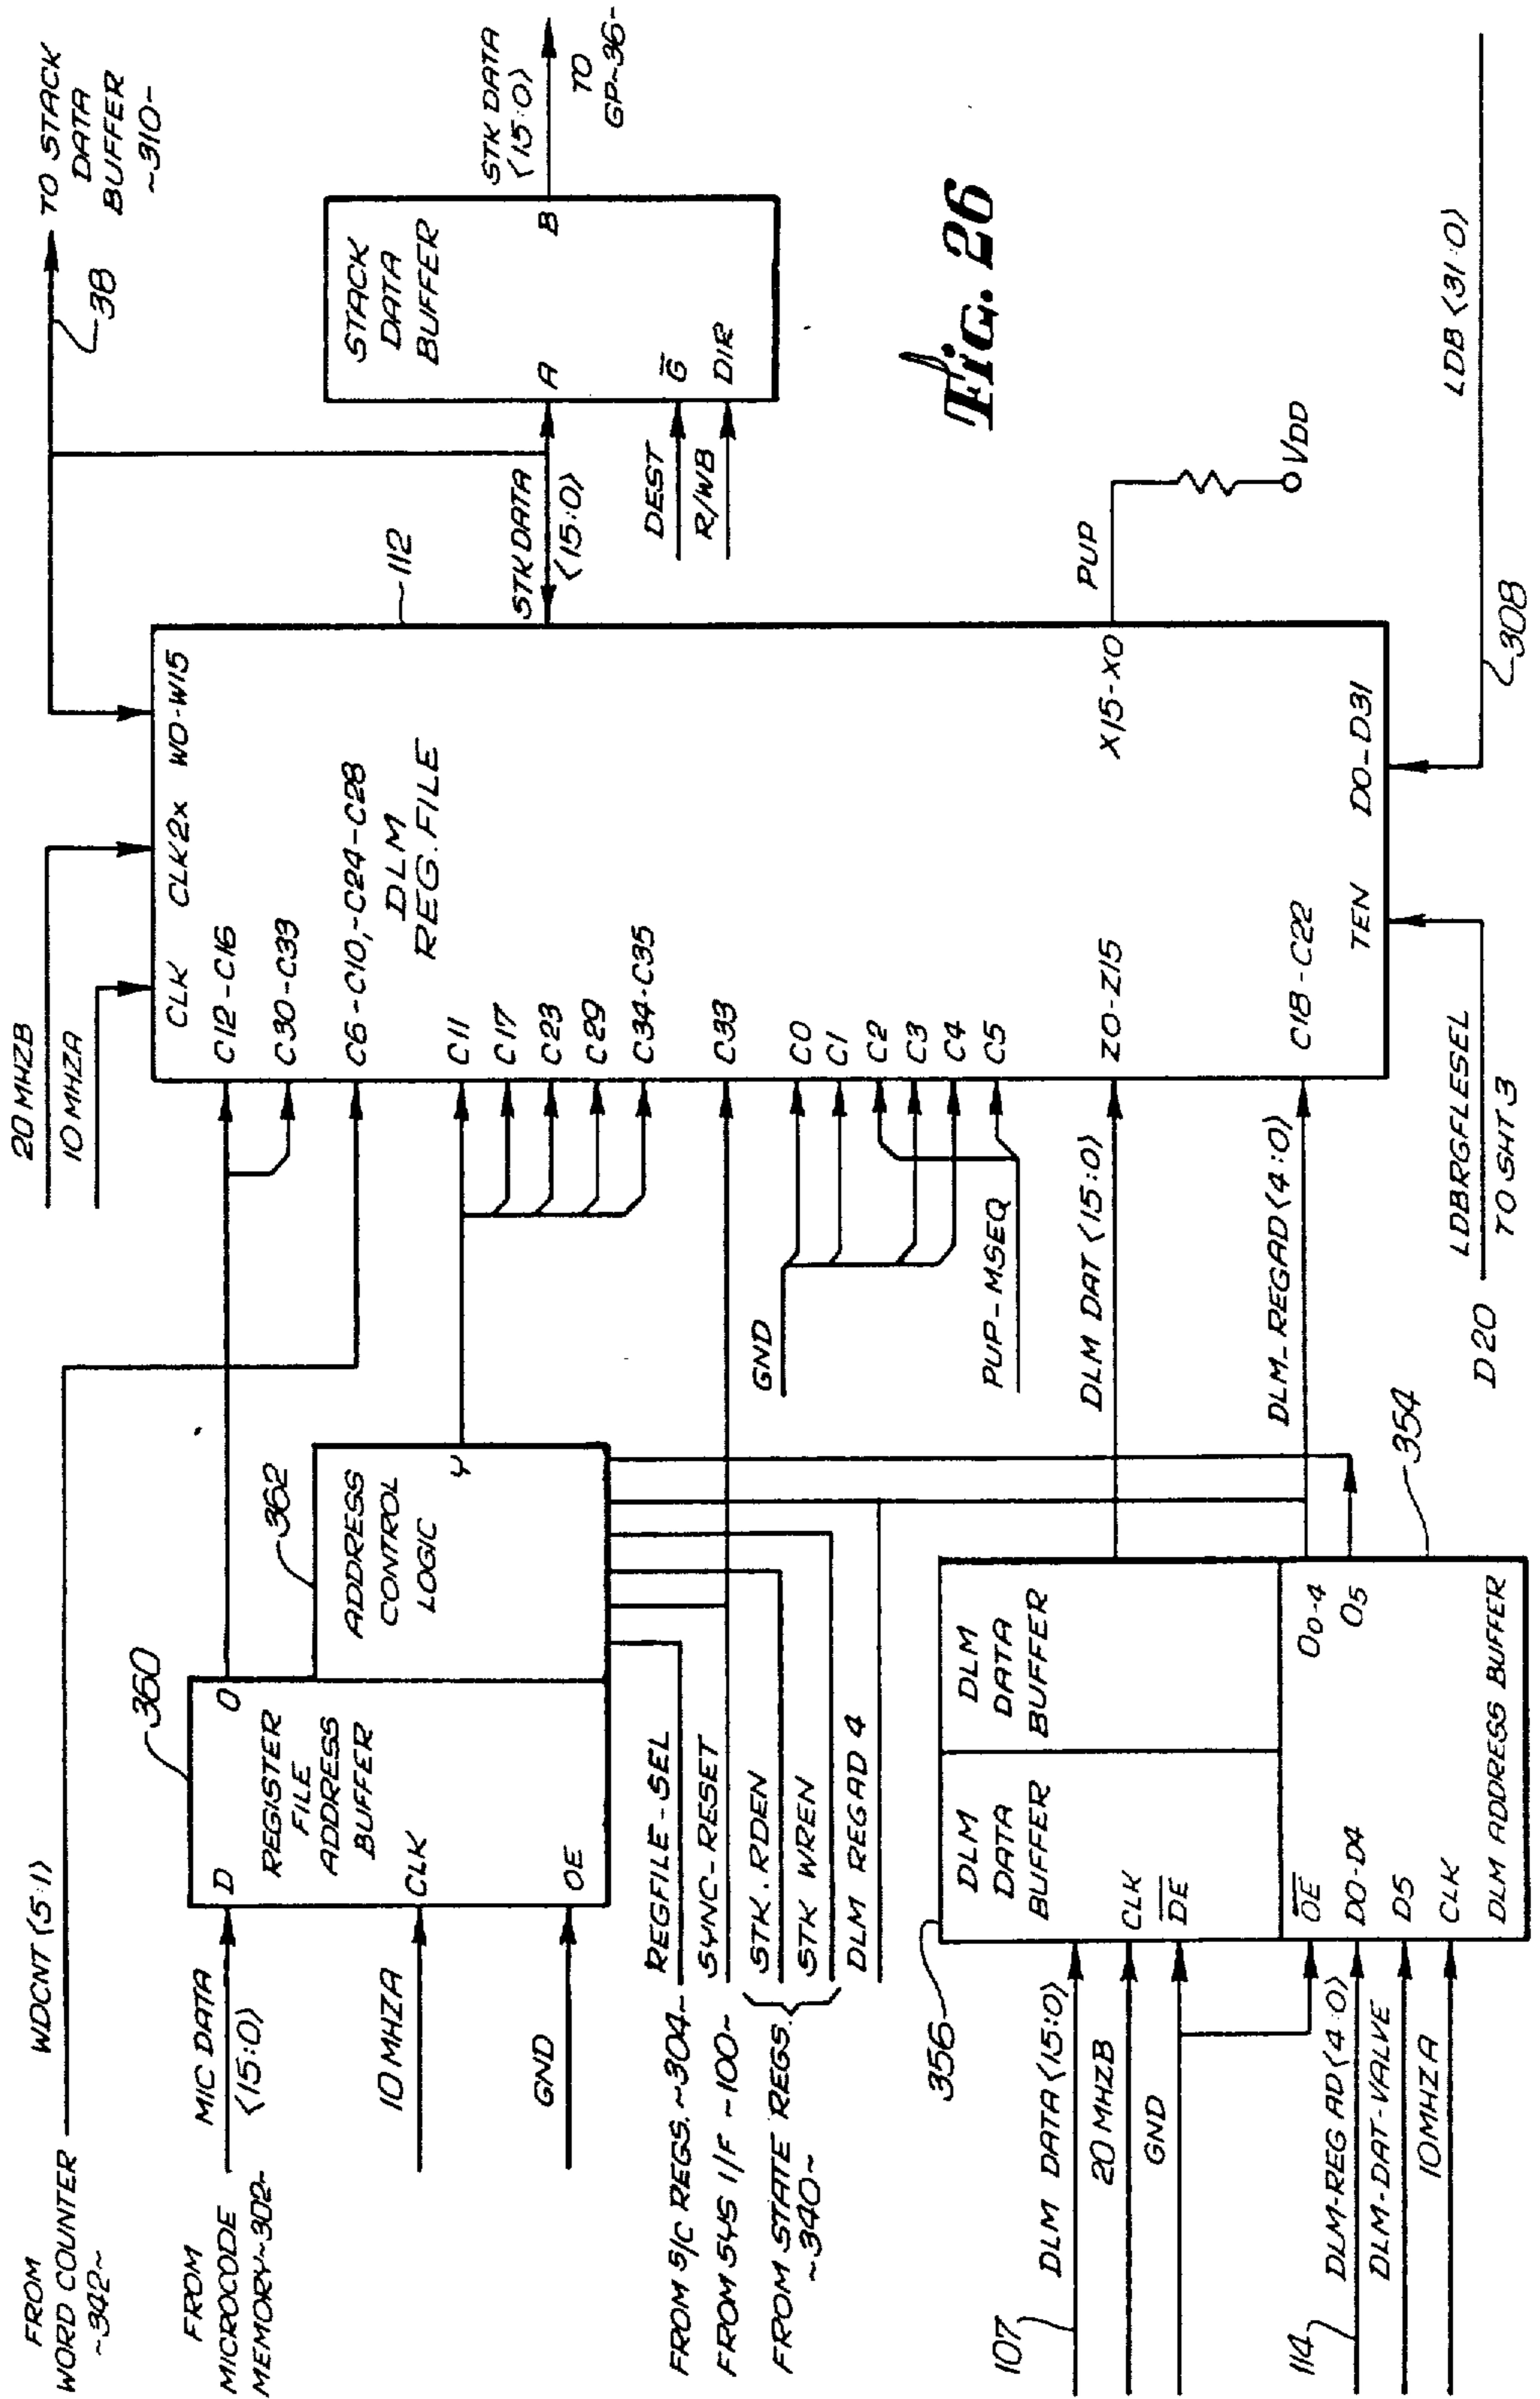 FROM
WORD COUNTER
~342~
WDCNT (5:1)
FROM
MICROCODE
MEMORY~302~
MIC DATA
<15:0>
10 MHZA
GND
360
D
O
REGISTER
FILE
ADDRESS
BUFFER
CLK
OE
362
ADDRESS
CONTROL
LOGIC
Y
FROM S/C REGS. ~304~
REGFILE-SEL
FROM SYS I/F ~100~
SYNC-RESET
FROM STATE REGS.
~340~
STK.RDEN
STK WREN
DLM REGAD 4
107
DLM DATA <15:0>
20 MHZB
GND
114
DLM-REG AD <4:0>
DLM-DAT-VALVE
10MHZA
356
DLM
DATA
BUFFER
CLK
DE
DLM
DATA
BUFFER
OE
D0-D4
D5
CLK
O0-4
O5
DLM ADDRESS BUFFER
354
20 MHZB
10 MHZA
GND
PUP-MSEQ
DLM DAT <15:0>
DLM_REGAD <4:0>
D20
LDBRGFLESEL
TO SHT 3
CLK
CLK2x
W0-W15
C12-C16
C30-C33
C6-C10,-C24-C28
DLM
REG.FILE
C11
C17
C23
C29
C34-C35
C33
C0
C1
C2
C3
C4
C5
Z0-Z15
C18-C22
TEN
D0-D31
X15-X0
112
STK DATA
<15:0>
PUP
VDD
38
TO STACK
DATA
BUFFER
~310~
DEST
R/WB
STACK
DATA
BUFFER
A
B
G
DIR
STK DATA
<15:0>
TO
GP~36~
308
LDB <31:0>
Fig. 26